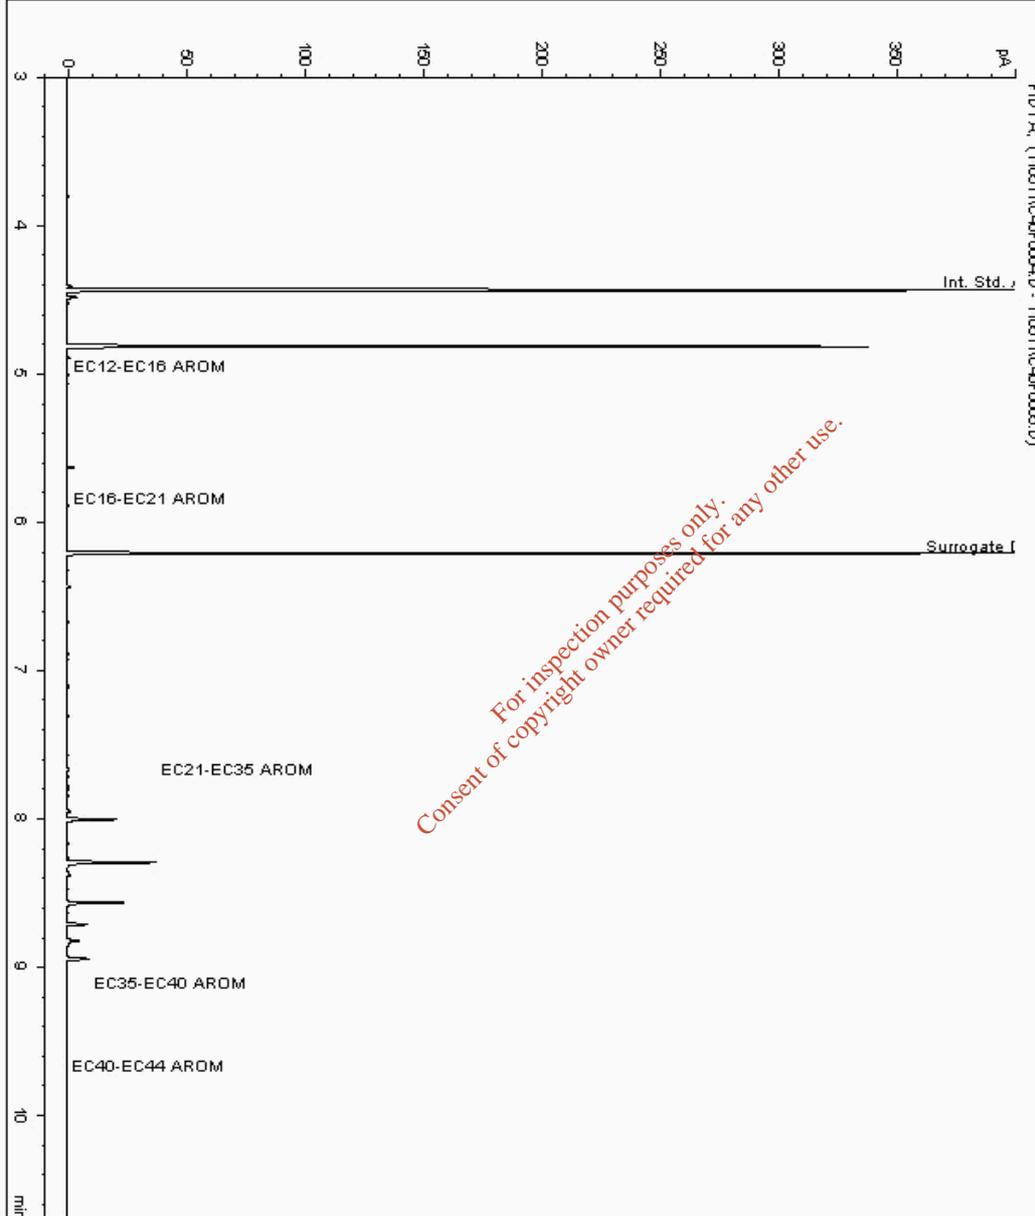 pA
350
300
250
200
150
100
50
0
3
4
5
6
7
8
9
10
min
Int. Std.
EC12-EC16 AROM
EC16-EC21 AROM
Surrogate
EC21-EC35 AROM
EC35-EC40 AROM
EC40-EC44 AROM
For inspection purposes only.
Consent of copyright owner required for any other use.